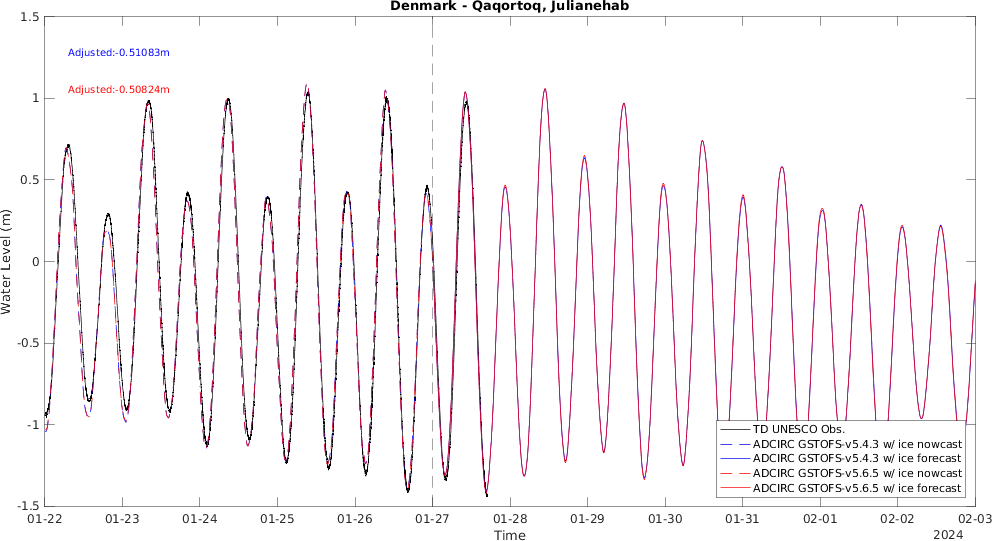 Denmark - Qaqortoq, Julianehab
Adjusted:-0.51083m
Adjusted:-0.50824m
Water Level (m)
1.5
1
0.5
0
-0.5
-1
-1.5
TD UNESCO Obs.
ADCIRC GSTOFS-v5.4.3 w/ ice nowcast
ADCIRC GSTOFS-v5.4.3 w/ ice forecast
ADCIRC GSTOFS-v5.6.5 w/ ice nowcast
ADCIRC GSTOFS-v5.6.5 w/ ice forecast
01-22 01-23 01-24 01-25 01-26 01-27 01-28 01-29 01-30 01-31 02-01 02-02 02-03
Time
2024